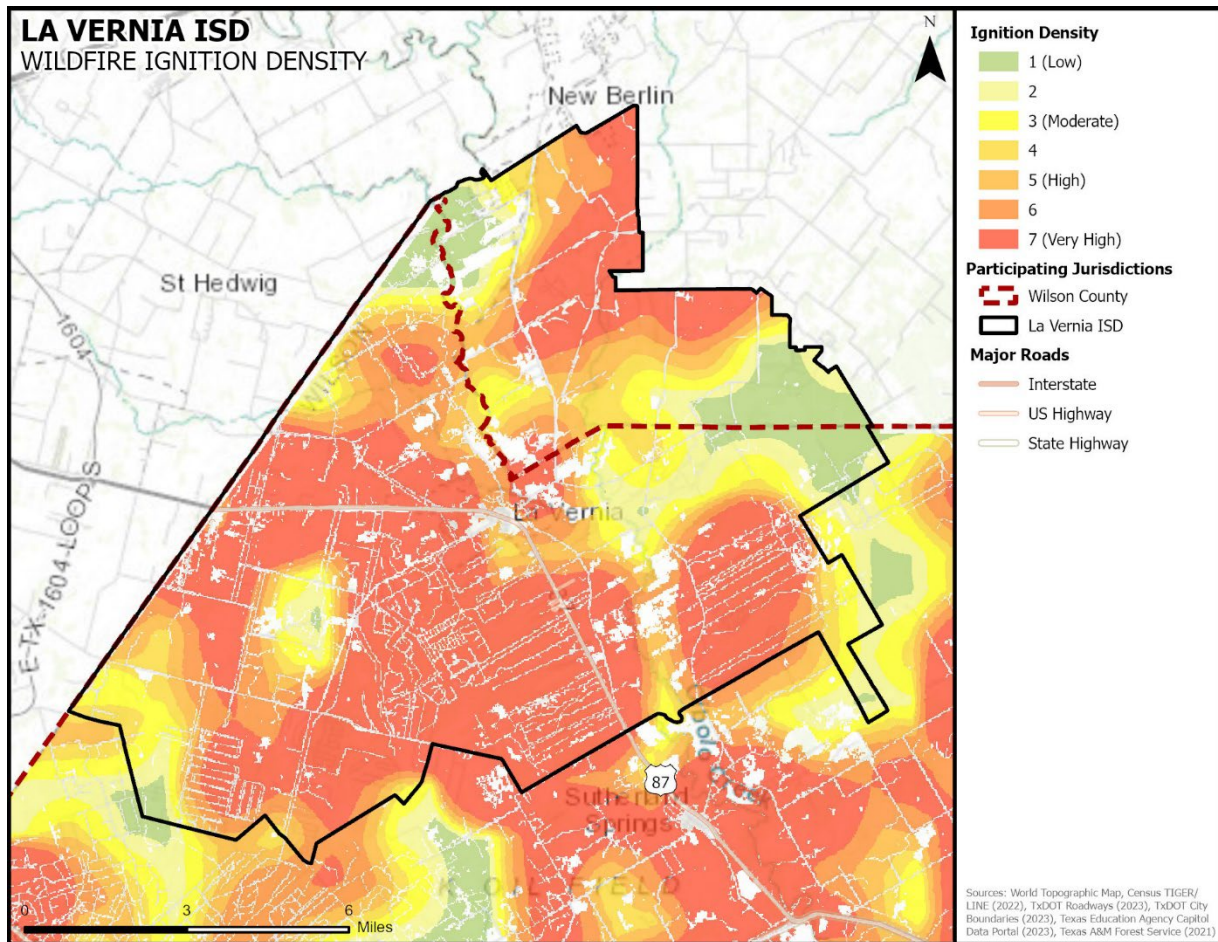 LA VERNIA ISD
WILDFIRE IGNITION DENSITY
N
New Berlin
St Hedwig
1604
WILSON
E-TX-1604-LOOP S
La Vernia
87
Sutherland
Springs
K OIL FIELD
0 3 6
Miles
Ignition Density
1 (Low)
2
3 (Moderate)
4
5 (High)
6
7 (Very High)
Participating Jurisdictions
Wilson County
La Vernia ISD
Major Roads
Interstate
US Highway
State Highway
Sources: World Topographic Map, Census TIGER/
LINE (2022), TxDOT Roadways (2023), TxDOT City
Boundaries (2023), Texas Education Agency Capitol
Data Portal (2023), Texas A&M Forest Service (2021)